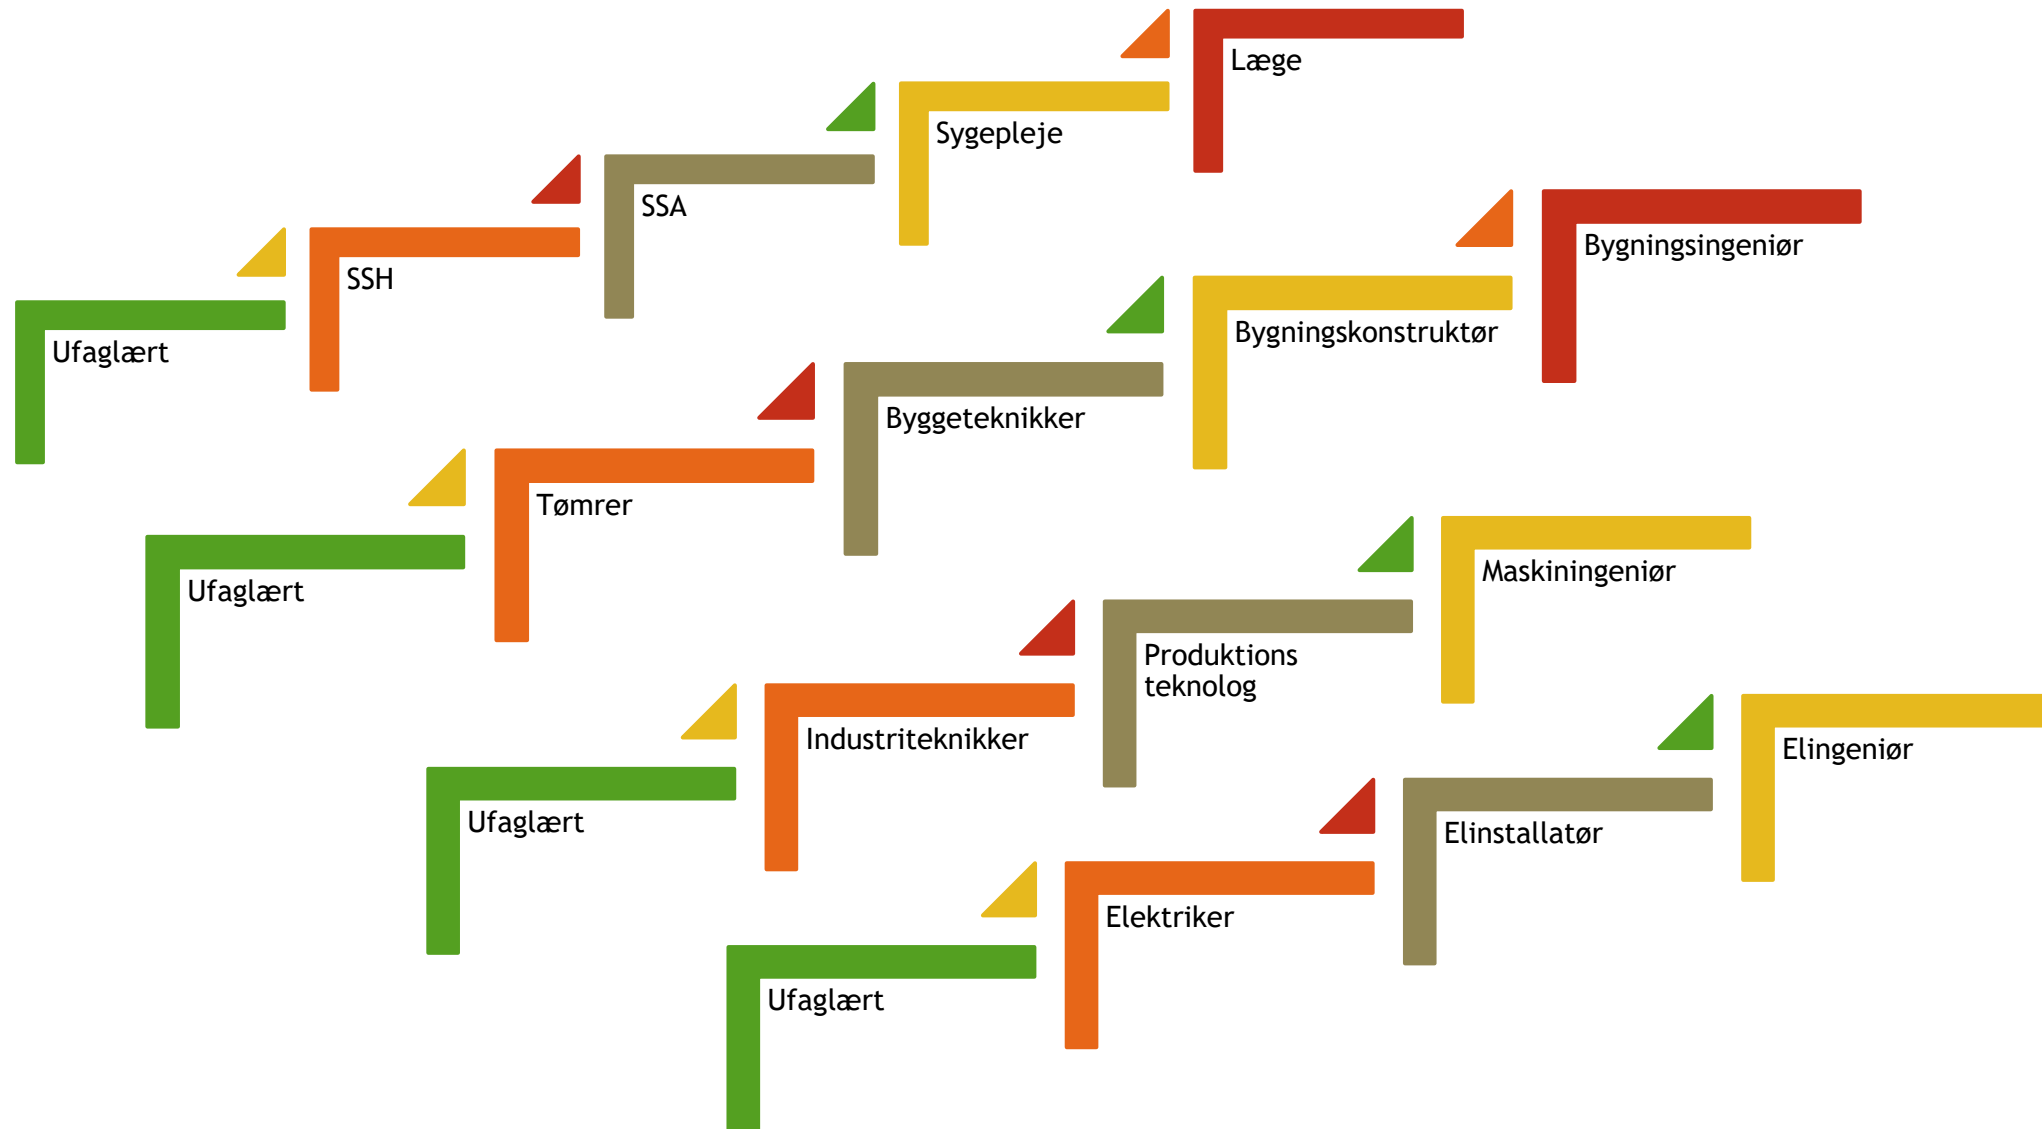 Læge
Sygepleje
SSA
SSH
Ufaglært
Bygningsingeniør
Bygningskonstruktør
Byggeteknikker
Tømrer
Ufaglært
Maskiningeniør
Produktions
teknolog
Industriteknikker
Ufaglært
Elingeniør
Elinstallatør
Elektriker
Ufaglært